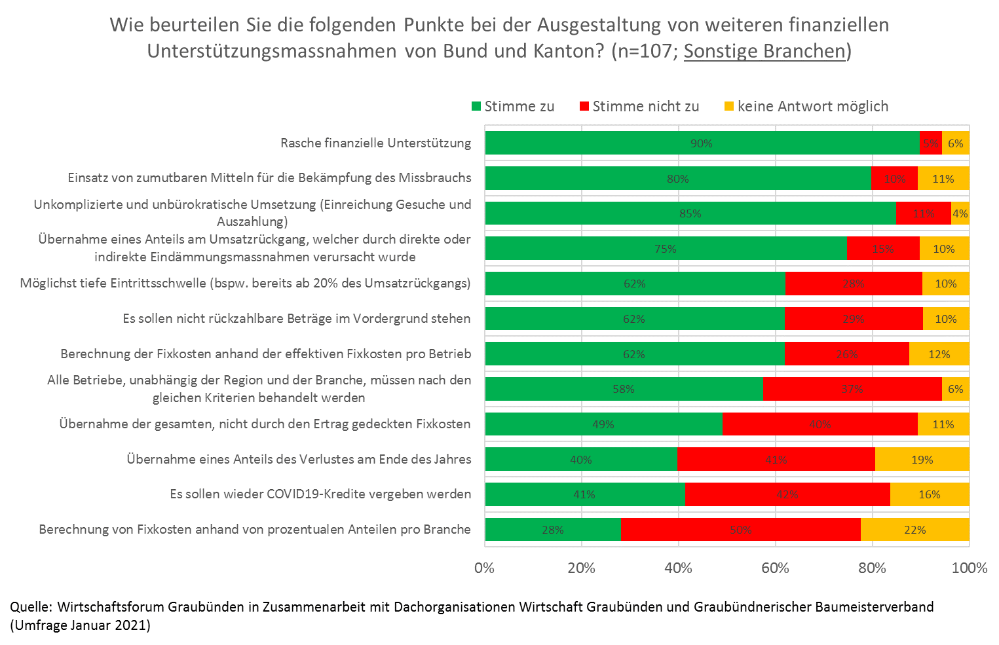 Wie beurteilen Sie die folgenden Punkte bei der Ausgestaltung von weiteren finanziellen
Unterstützungsmassnahmen von Bund und Kanton? (n=107; Sonstige Branchen)
Stimme zu Stimme nicht zu keine Antwort möglich
Rasche finanzielle Unterstützung 90% 5% 6%
Einsatz von zumutbaren Mitteln für die Bekämpfung des Missbrauchs 80% 10% 11%
Unkomplizierte und unbürokratische Umsetzung (Einreichung Gesuche und
Auszahlung) 85% 11% 4%
Übernahme eines Anteils am Umsatzrückgang, welcher durch direkte oder
indirekte Eindämmungsmassnahmen verursacht wurde 75% 15% 10%
Möglichst tiefe Eintrittsschwelle (bspw. bereits ab 20% des Umsatzrückgangs) 62% 28% 10%
Es sollen nicht rückzahlbare Beträge im Vordergrund stehen 62% 29% 10%
Berechnung der Fixkosten anhand der effektiven Fixkosten pro Betrieb 62% 26% 12%
Alle Betriebe, unabhängig der Region und der Branche, müssen nach den
gleichen Kriterien behandelt werden 58% 37% 6%
Übernahme der gesamten, nicht durch den Ertrag gedeckten Fixkosten 49% 40% 11%
Übernahme eines Anteils des Verlustes am Ende des Jahres 40% 41% 19%
Es sollen wieder COVID19-Kredite vergeben werden 41% 42% 16%
Berechnung von Fixkosten anhand von prozentualen Anteilen pro Branche 28% 50% 22%
0% 20% 40% 60% 80% 100%
Quelle: Wirtschaftsforum Graubünden in Zusammenarbeit mit Dachorganisationen Wirtschaft Graubünden und Graubündnerischer Baumeisterverband
(Umfrage Januar 2021)